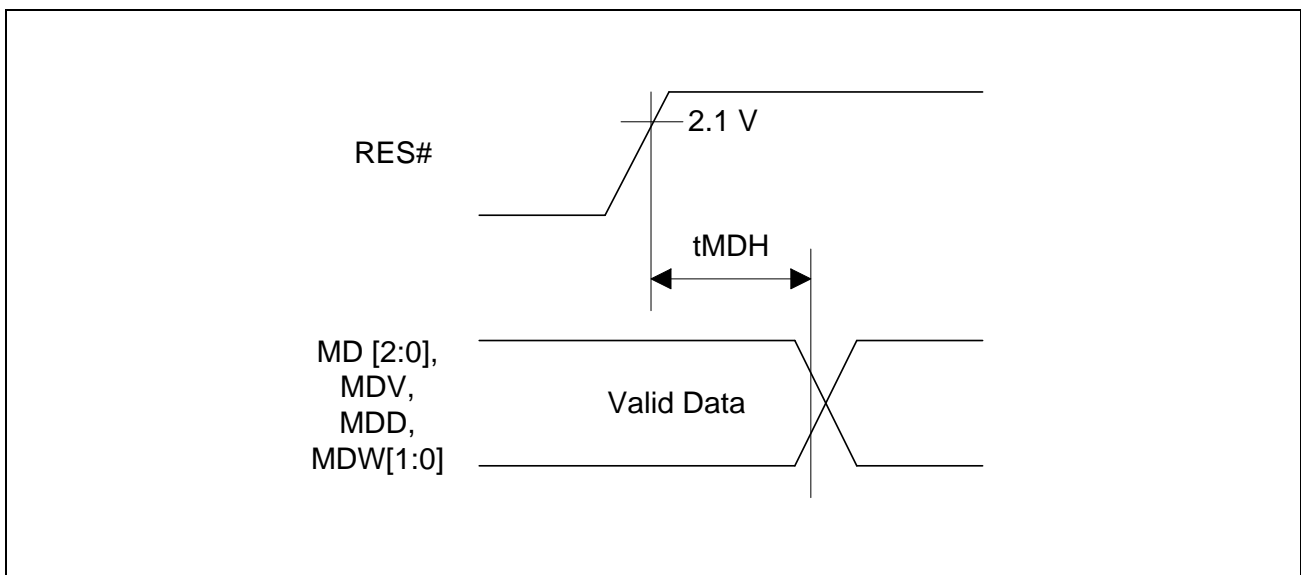 2.1 V
RES#
tMDH
MD [2:0],
MDV,
MDD,
MDW[1:0]
Valid Data